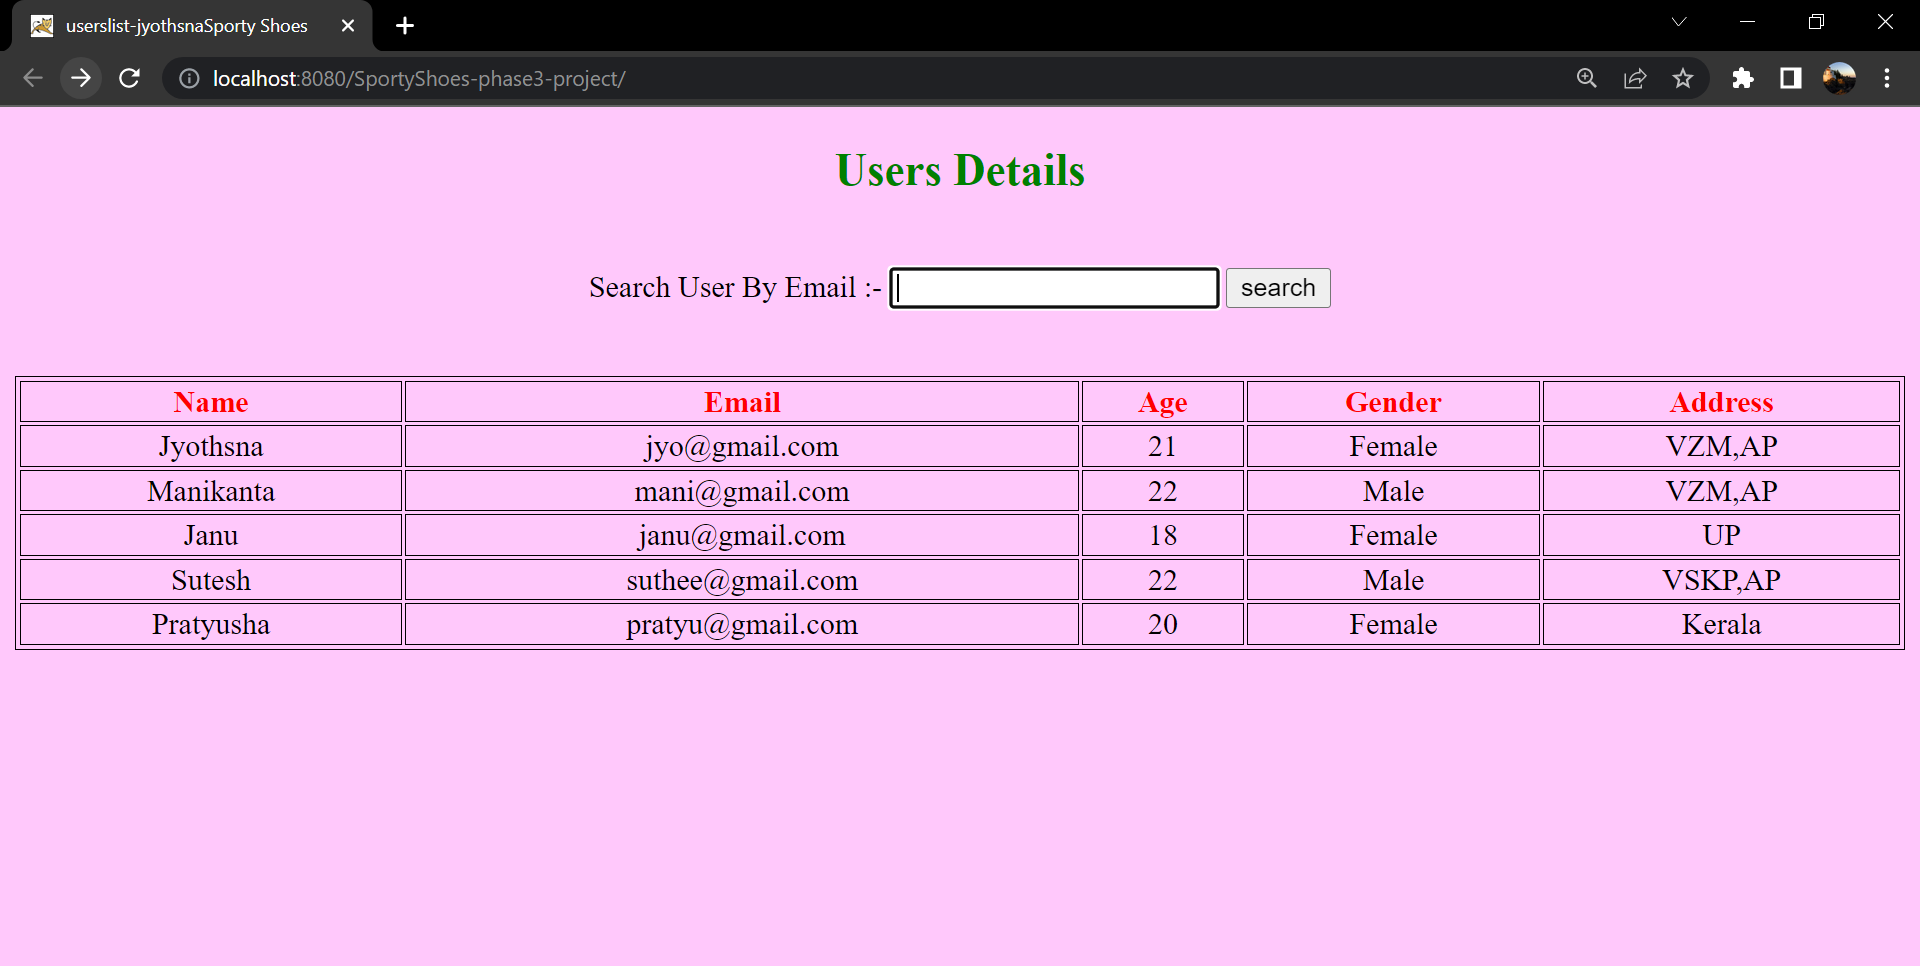 userslist-jyothsnaSporty Shoes
localhost:8080/SportyShoes-phase3-project/
Users Details
Search User By Email :- search
Name Email Age Gender Address
Jyothsna jyo@gmail.com 21 Female VZM,AP
Manikanta mani@gmail.com 22 Male VZM,AP
Janu janu@gmail.com 18 Female UP
Sutesh suthee@gmail.com 22 Male VSKP,AP
Pratyusha pratyu@gmail.com 20 Female Kerala